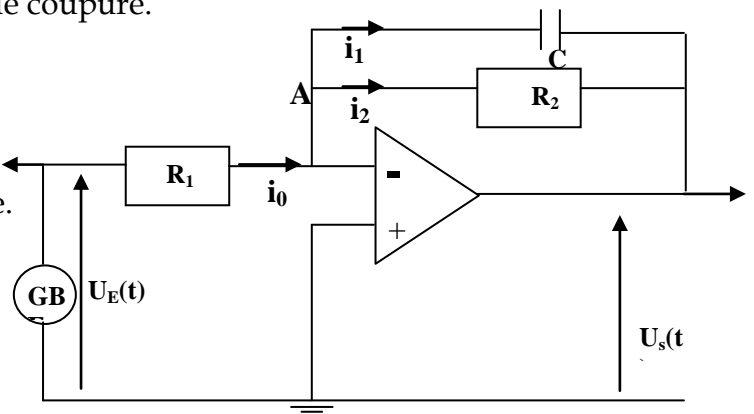 le coupure.
i1
C
A
i2
R2
R1
i0
-
e.
+
GB
UE(t)
Us(t